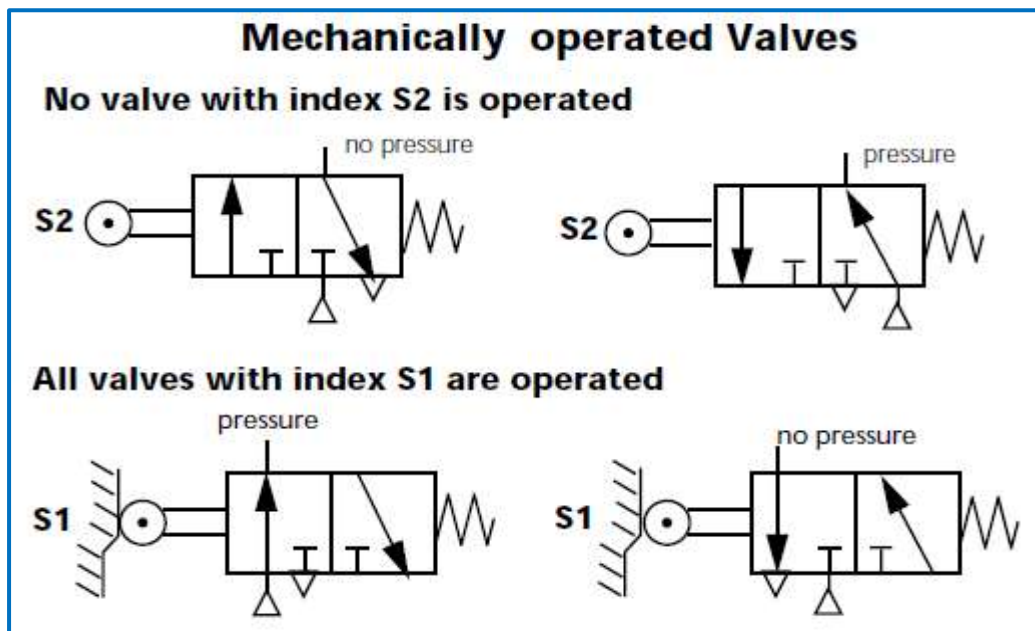 Mechanically operated Valves
No valve with index S2 is operated
no pressure
pressure
S2
S2
All valves with index S1 are operated
pressure
no pressure
S1
S1